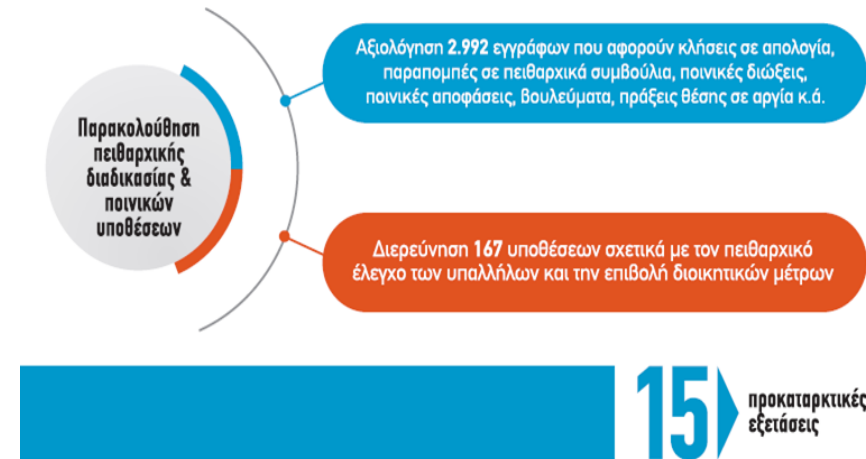 Αξιολόγηση 2.992 εγγράφων που αφορούν κλήσεις σε απολογία,
παραπομπές σε πειθαρχικά συμβούλια, ποινικές διώξεις,
ποινικές αποφάσεις, βουλεύματα, πράξεις θέσης σε αργία κ.ά.
Παρακολούθηση
πειθαρχικής
διαδικασίας &
ποινικών
υποθέσεων
Διερεύνηση 167 υποθέσεων σχετικά με τον πειθαρχικό
έλεγχο των υπαλλήλων και την επιβολή διοικητικών μέτρων
15
προκαταρκτικές
εξετάσεις